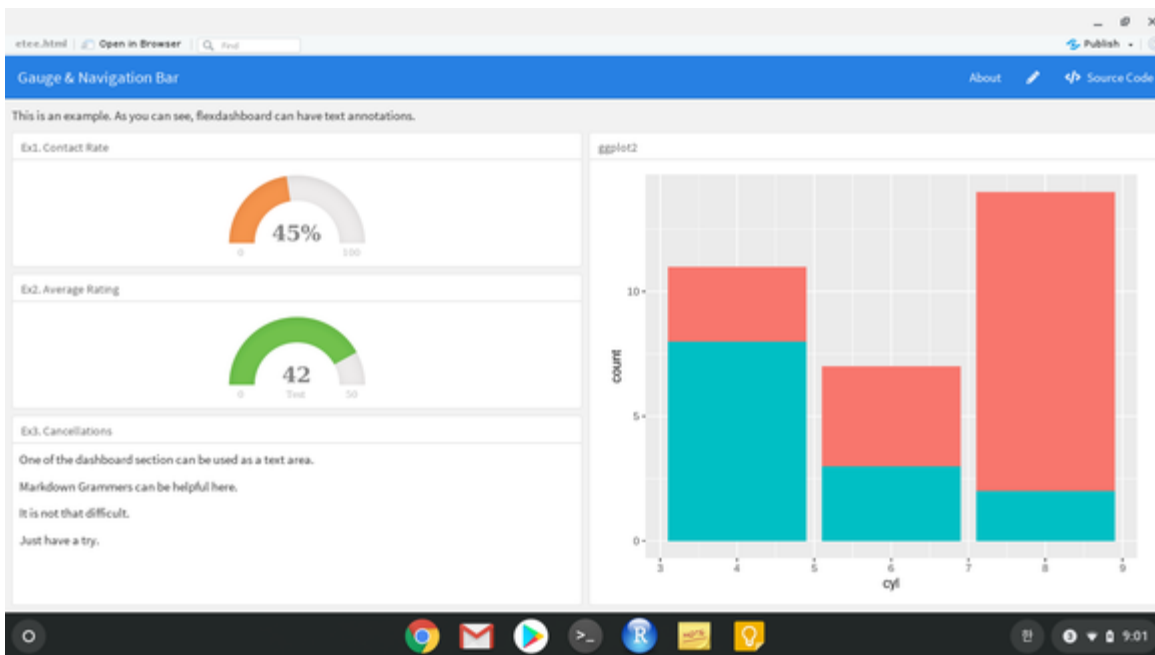 etee.html
Open in Browser
Find
Publish
Gauge & Navigation Bar
About
</> Source Code
This is an example. As you can see, flexdashboard can have text annotations.
Ex1. Contact Rate
45%
0
100
Ex2. Average Rating
42
0
Test
50
Ex3. Cancellations
One of the dashboard section can be used as a text area.
Markdown Grammers can be helpful here.
It is not that difficult.
Just have a try.
ggplot2
10
5
0
count
3 4 5 6 7 8 9
cyl
>_
R
한
9:01